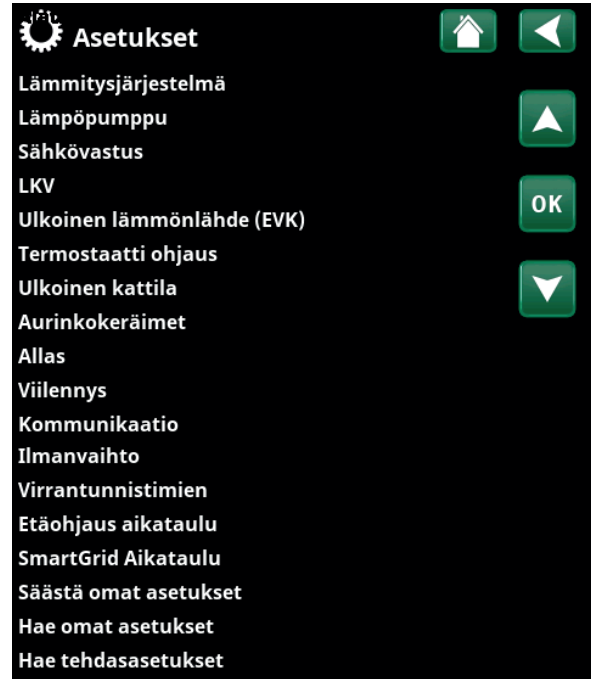 Asetukset
Lämmitysjärjestelmä
Lämpöpumppu
Sähkövastus
LKV
OK
Ulkoinen lämmönlähde (EVK)
Termostaatti ohjaus
Ulkoinen kattila
Aurinkokeräimet
Allas
Viilennys
Kommunikaatio
Ilmanvaihto
Virrantunnistimien
Etäohjaus aikataulu
SmartGrid Aikataulu
Säästä omat asetukset
Hae omat asetukset
Hae tehdasasetukset